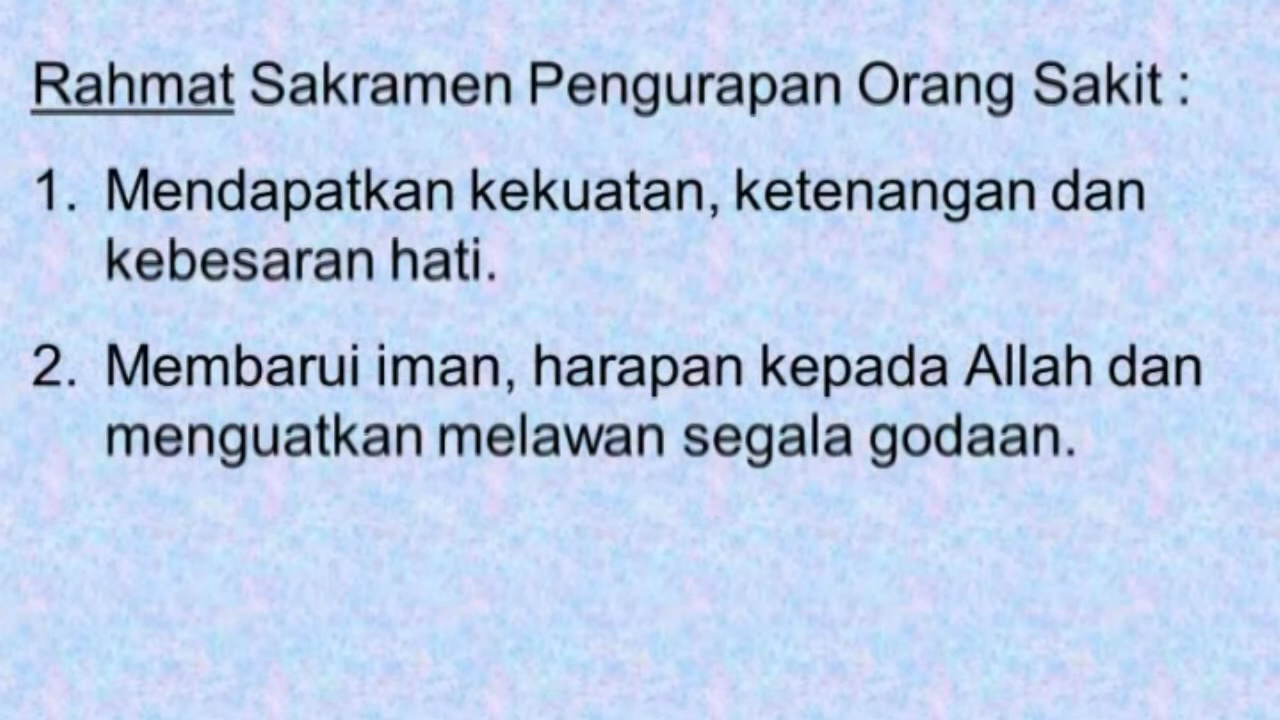 Rahmat Sakramen Pengurapan Orang Sakit :
1. Mendapatkan kekuatan, ketenangan dan
kebesaran hati.
2. Membarui iman, harapan kepada Allah dan
menguatkan melawan segala godaan.